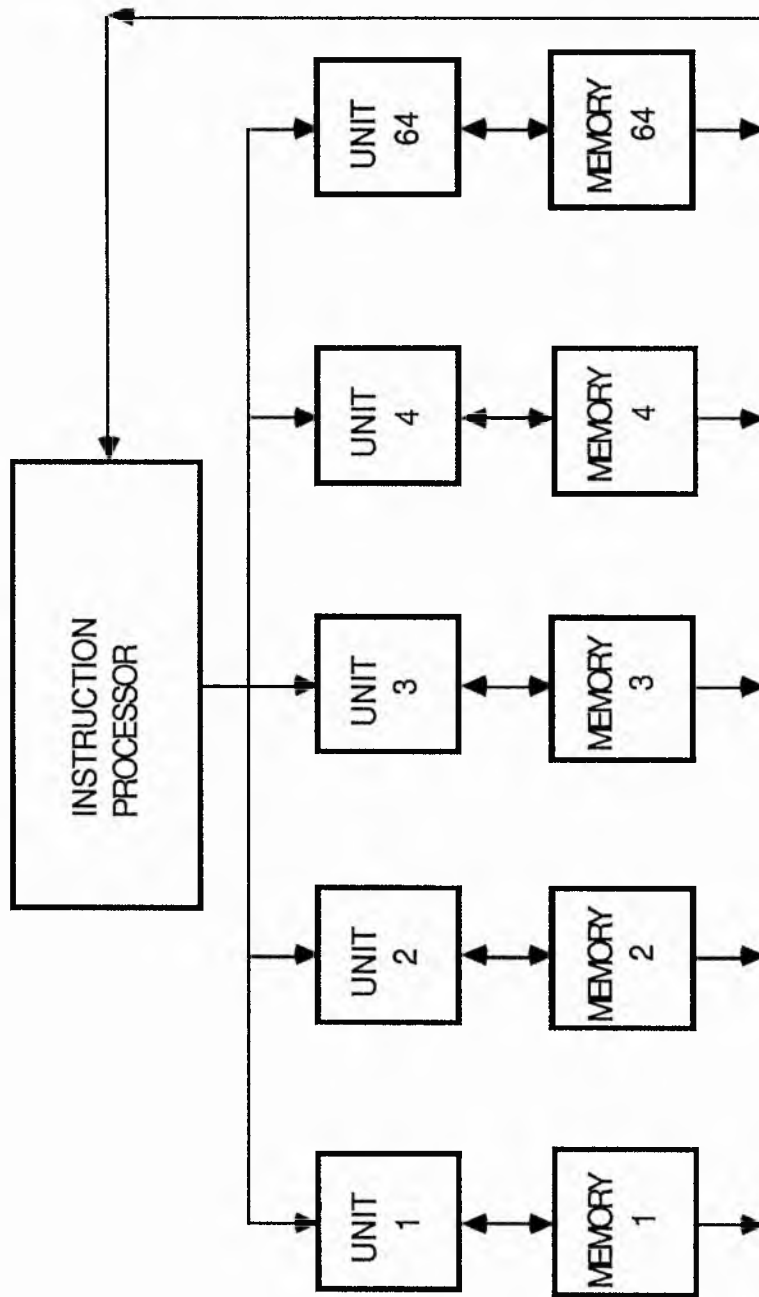 INSTRUCTION
PROCESSOR
UNIT
1
UNIT
2
UNIT
3
UNIT
4
UNIT
64
MEMORY
1
MEMORY
2
MEMORY
3
MEMORY
4
MEMORY
64